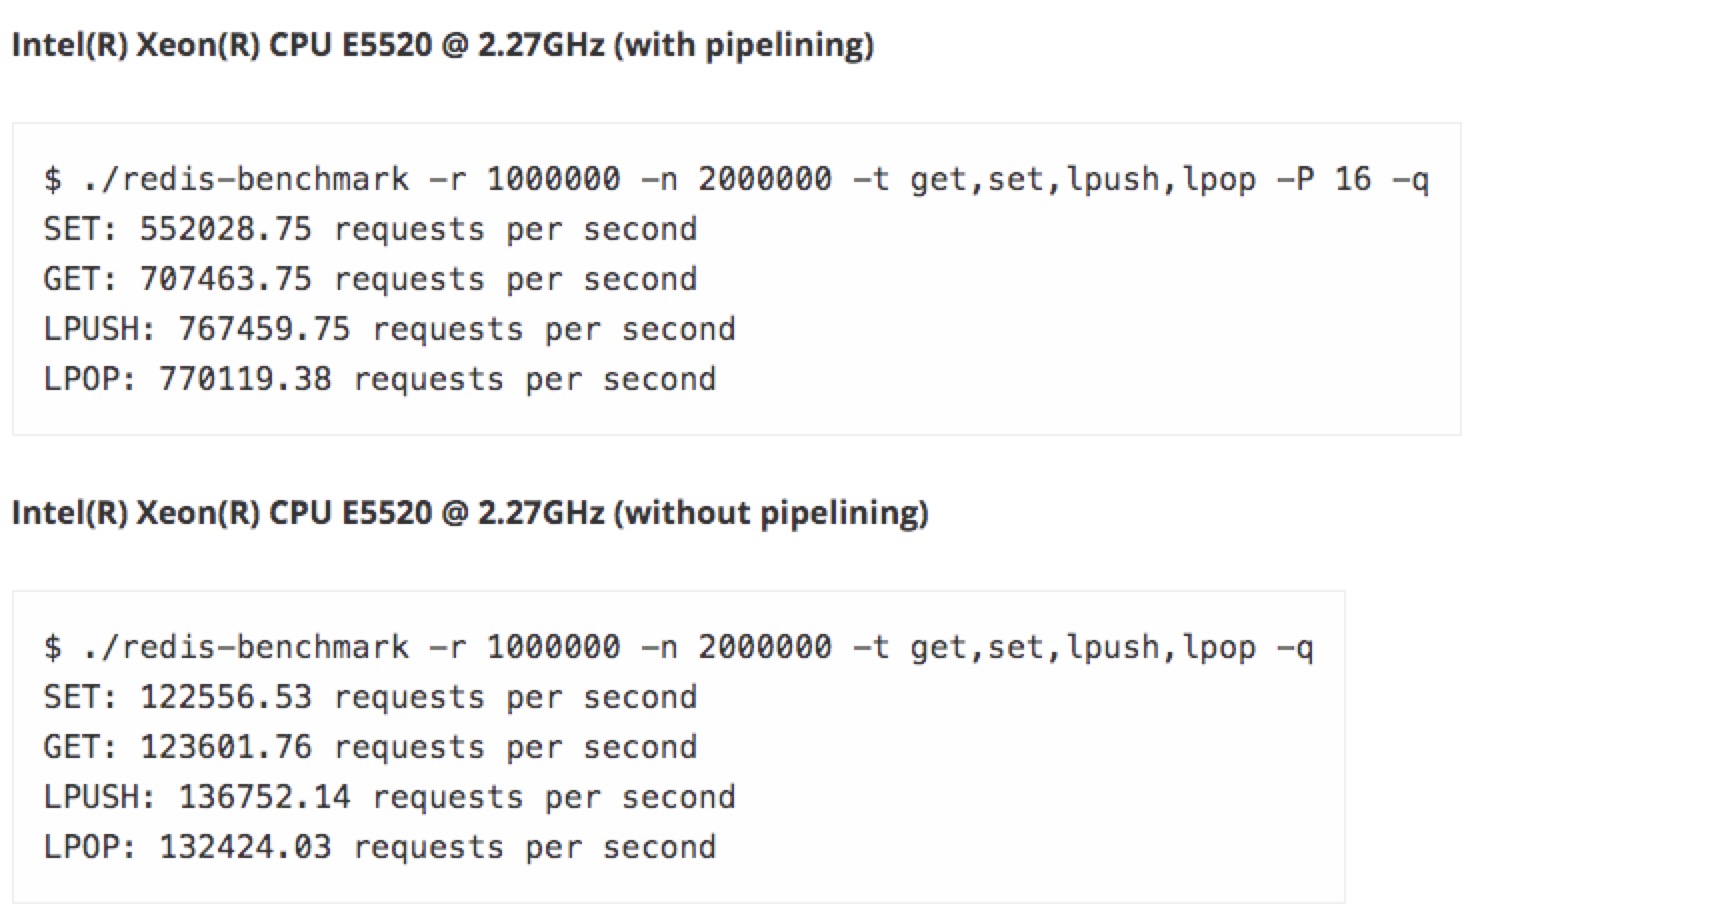 Intel(R) Xeon(R) CPU E5520 @ 2.27GHz (with pipelining)
$ ./redis-benchmark -r 1000000 -n 2000000 -t get,set,lpush,lpop -P 16 -q
SET: 552028.75 requests per second
GET: 707463.75 requests per second
LPUSH: 767459.75 requests per second
LPOP: 770119.38 requests per second
Intel(R) Xeon(R) CPU E5520 @ 2.27GHz (without pipelining)
$ ./redis-benchmark -r 1000000 -n 2000000 -t get,set,lpush,lpop -q
SET: 122556.53 requests per second
GET: 123601.76 requests per second
LPUSH: 136752.14 requests per second
LPOP: 132424.03 requests per second